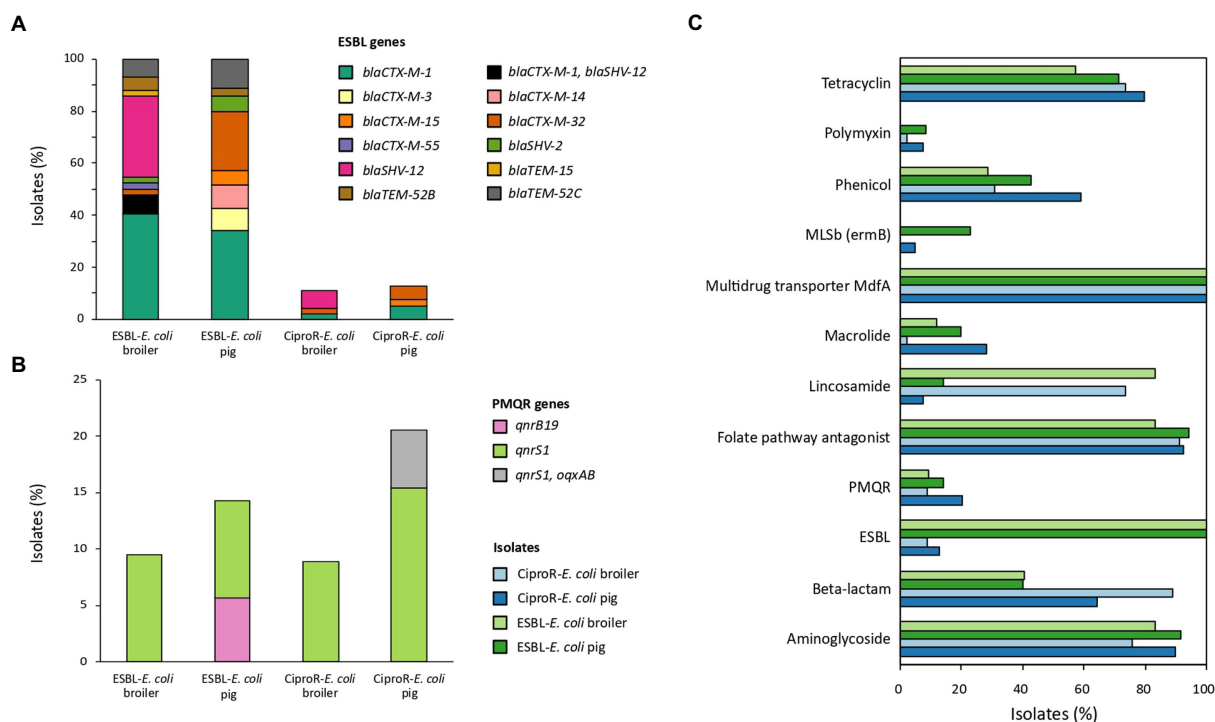 A
ESBL genes
blaCTX-M-1
blaCTX-M-1, blaSHV-12
blaCTX-M-3
blaCTX-M-14
blaCTX-M-15
blaCTX-M-32
blaCTX-M-55
blaSHV-2
blaSHV-12
blaTEM-15
blaTEM-52B
blaTEM-52C
Isolates (%)
100
80
60
40
20
0
ESBL-E. coli
broiler
ESBL-E. coli
pig
CiproR-E. coli
broiler
CiproR-E. coli
pig
B
Isolates (%)
25
20
15
10
5
0
ESBL-E. coli
broiler
ESBL-E. coli
pig
CiproR-E. coli
broiler
CiproR-E. coli
pig
PMQR genes
qnrB19
qnrS1
qnrS1, oqxAB
Isolates
CiproR-E. coli broiler
CiproR-E. coli pig
ESBL-E. coli broiler
ESBL-E. coli pig
C
Tetracyclin
Polymyxin
Phenicol
MLSb (ermB)
Multidrug transporter MdfA
Macrolide
Lincosamide
Folate pathway antagonist
PMQR
ESBL
Beta-lactam
Aminoglycoside
0 20 40 60 80 100
Isolates (%)